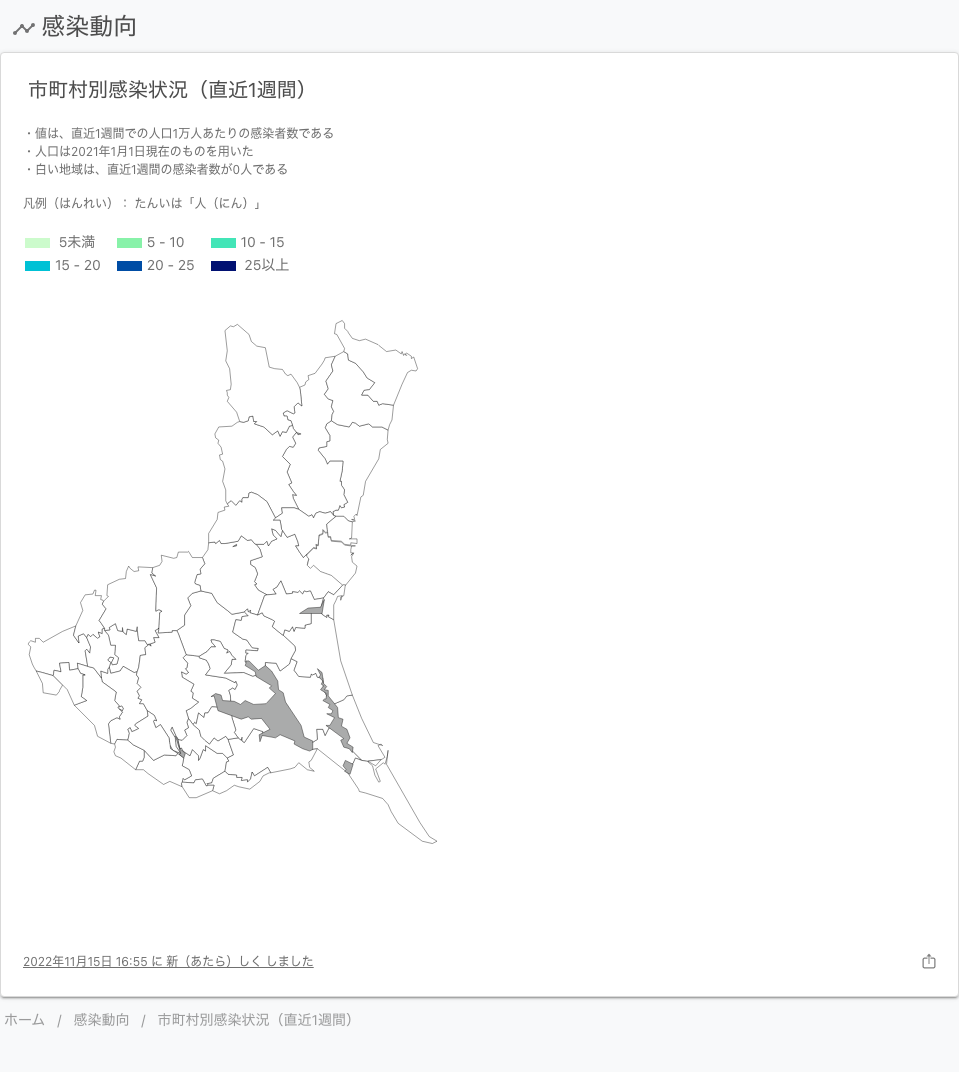 感染動向
市町村別感染状況（直近1週間）
・値は、直近1週間での人口1万人あたりの感染者数である
・人口は2021年1月1日現在のものを用いた
・白い地域は、直近1週間の感染者数が0人である
凡例（はんれい）： たんいは「人（にん）」
5未満 5 - 10 10 - 15
15 - 20 20 - 25 25以上
2022年11月15日 16:55 に 新（あたら）しく しました
ホーム / 感染動向 / 市町村別感染状況（直近1週間）